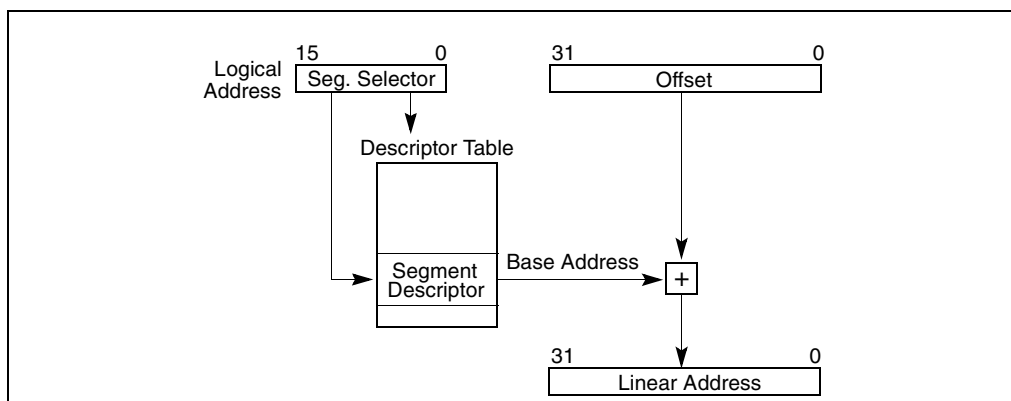 15 0 31 0
Logical
Address
Seg. Selector
Offset
Descriptor Table
Segment
Descriptor
Base Address
+
31 0
Linear Address